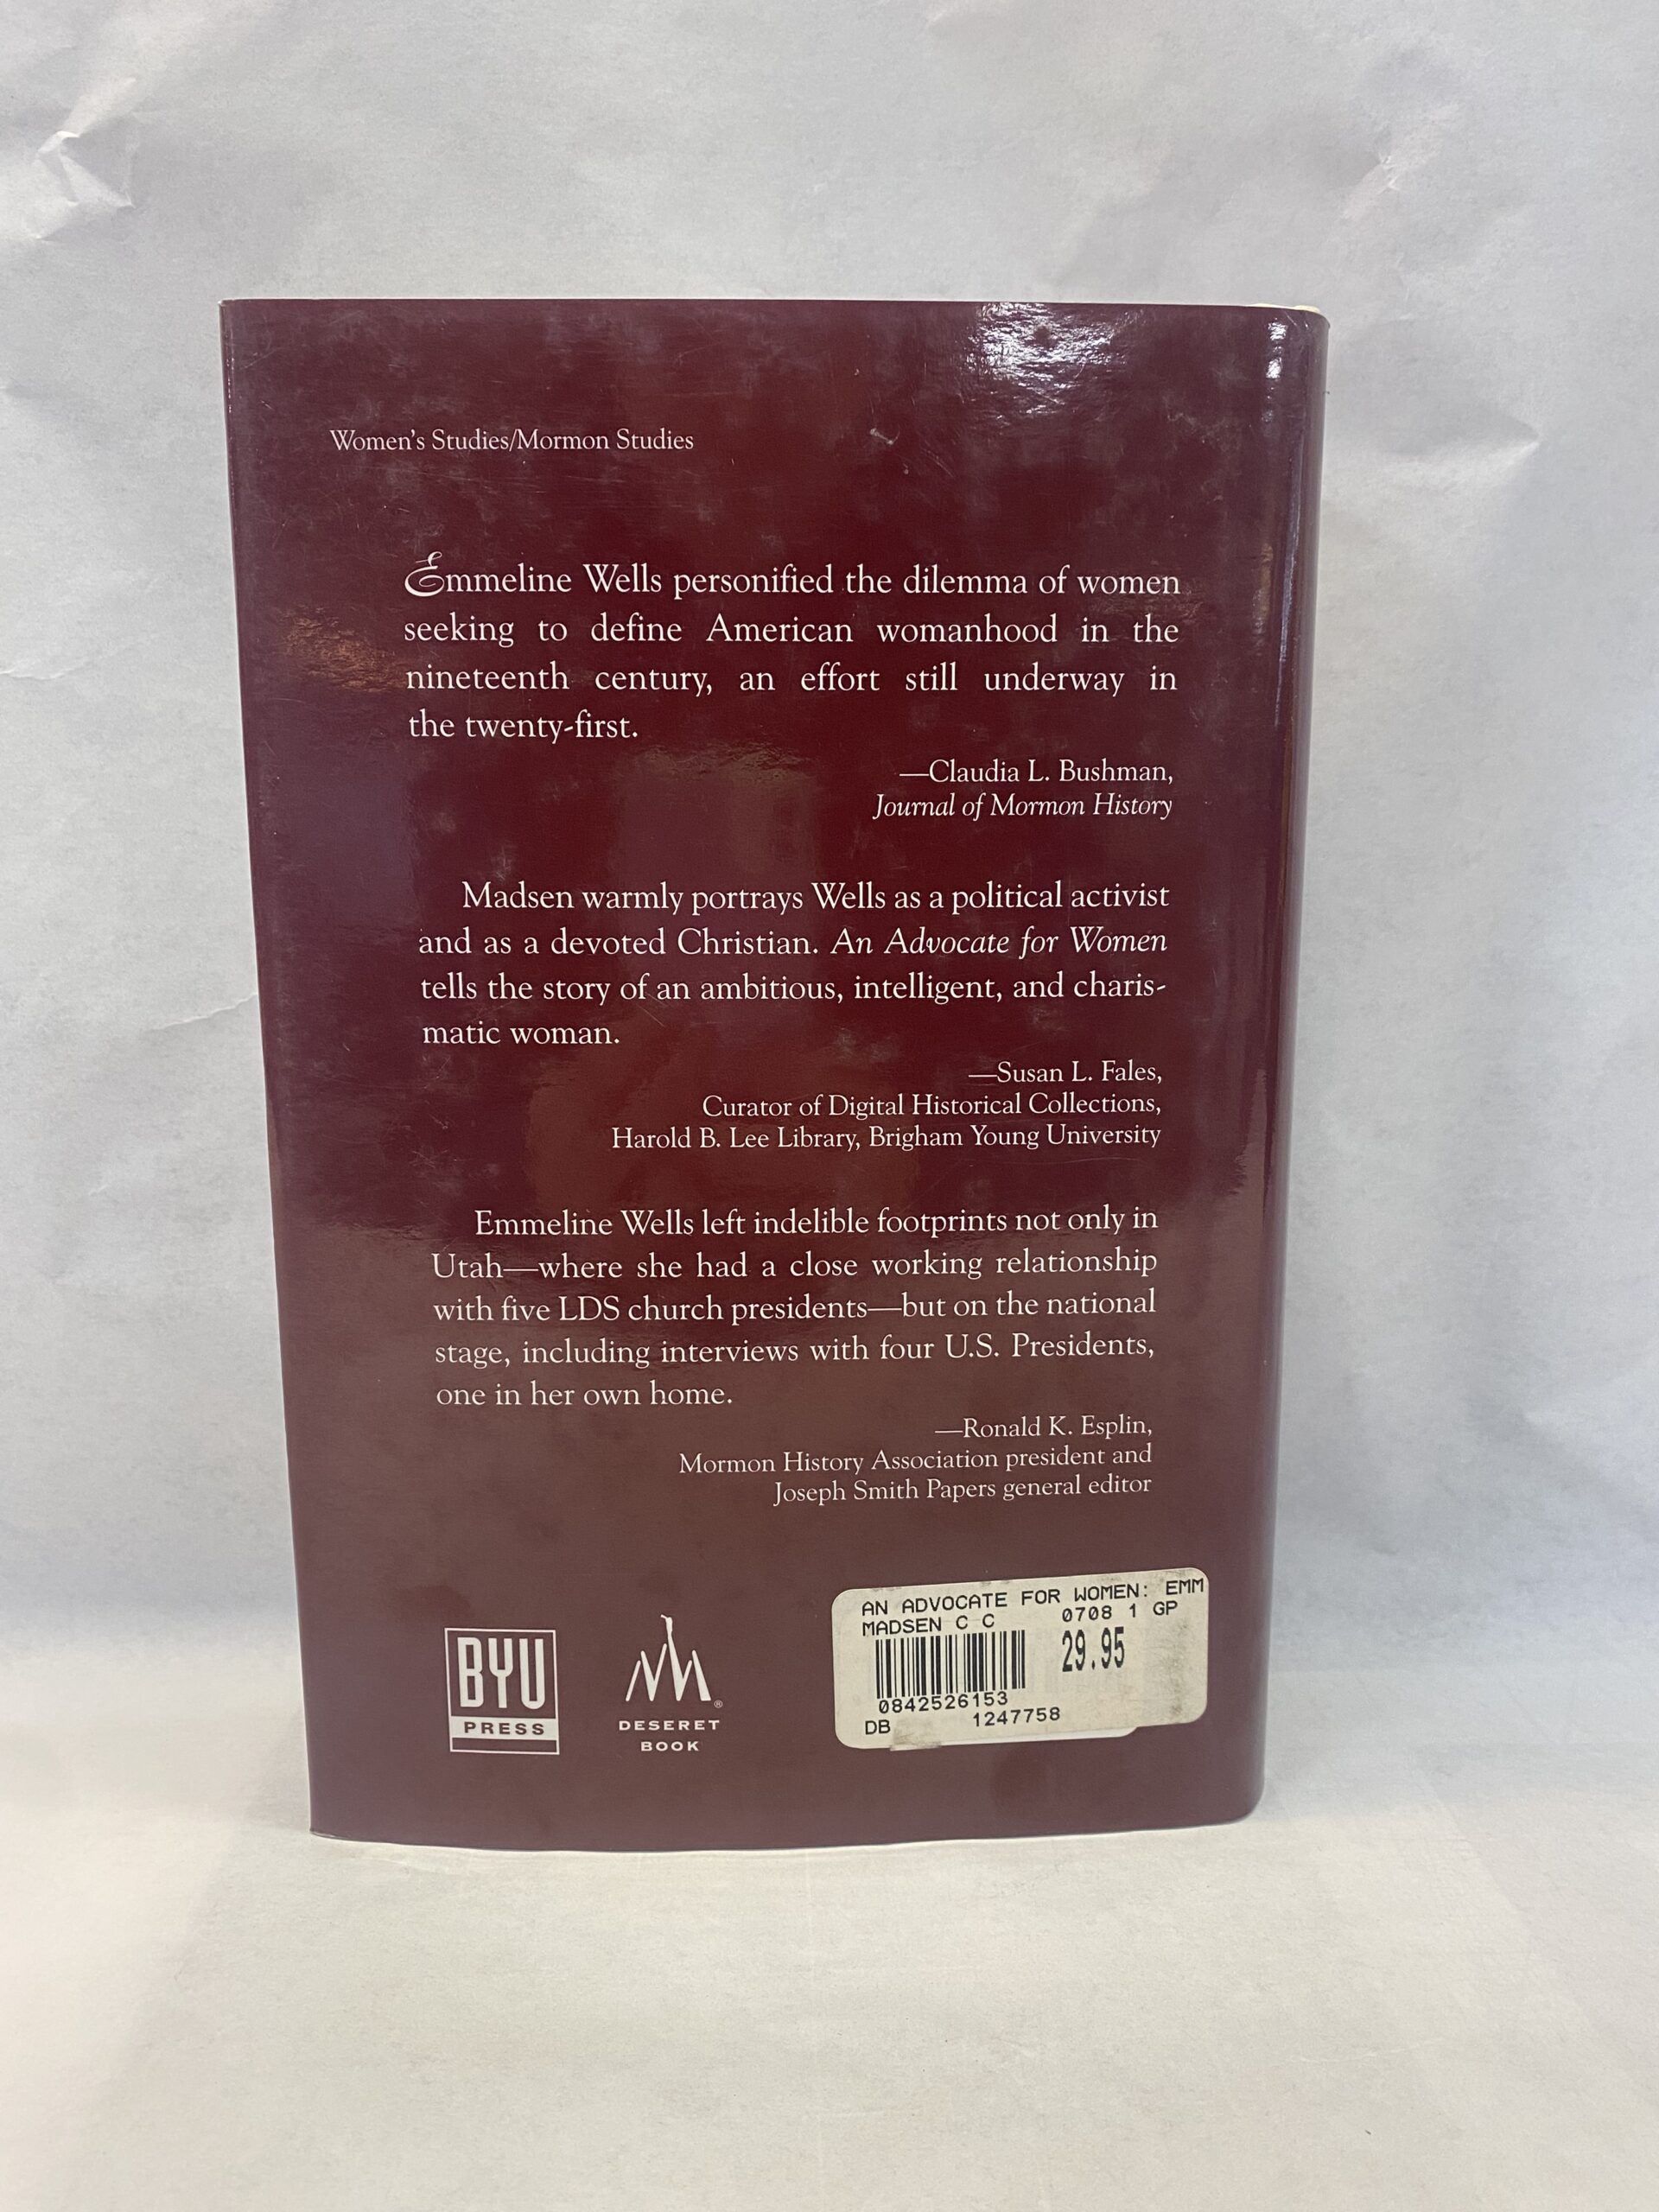 Women's Studies/Mormon Studies
Emmeline Wells personified the dilemma of women
seeking to define American womanhood in the
nineteenth century, an effort still underway in
the twenty-first.
—Claudia L. Bushman,
Journal of Mormon History
Madsen warmly portrays Wells as a political activist
and as a devoted Christian. An Advocate for Women
tells the story of an ambitious, intelligent, and charis-
matic woman.
—Susan L. Fales,
Curator of Digital Historical Collections,
Harold B. Lee Library, Brigham Young University
Emmeline Wells left indelible footprints not only in
Utah—where she had a close working relationship
with five LDS church presidents—but on the national
stage, including interviews with four U.S. Presidents,
one in her own home.
—Ronald K. Esplin,
Mormon History Association president and
Joseph Smith Papers general editor
BYU
PRESS
®
DESERET
BOOK
AN ADVOCATE FOR WOMEN: EMM
MADSEN C C 0708 1 GP
29.95
0842526153
DB 1247758